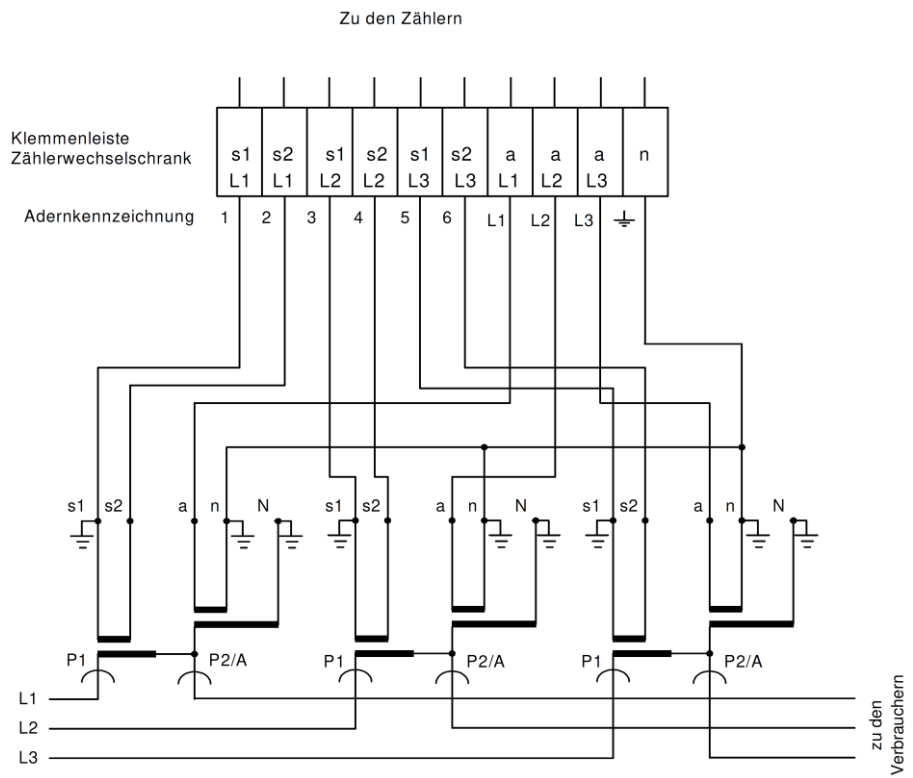 Zu den Zählern
Klemmenleiste
Zählerwechselschrank
s1 s2 s1 s2 s1 s2 a a a n
L1 L1 L2 L2 L3 L3 L1 L2 L3
Adernkennzeichnung 1 2 3 4 5 6 L1 L2 L3
s1 s2 a n N s1 s2 a n N s1 s2 a n N
P1 P2/A P1 P2/A P1 P2/A
L1
L2
L3
zu den
Verbrauchern